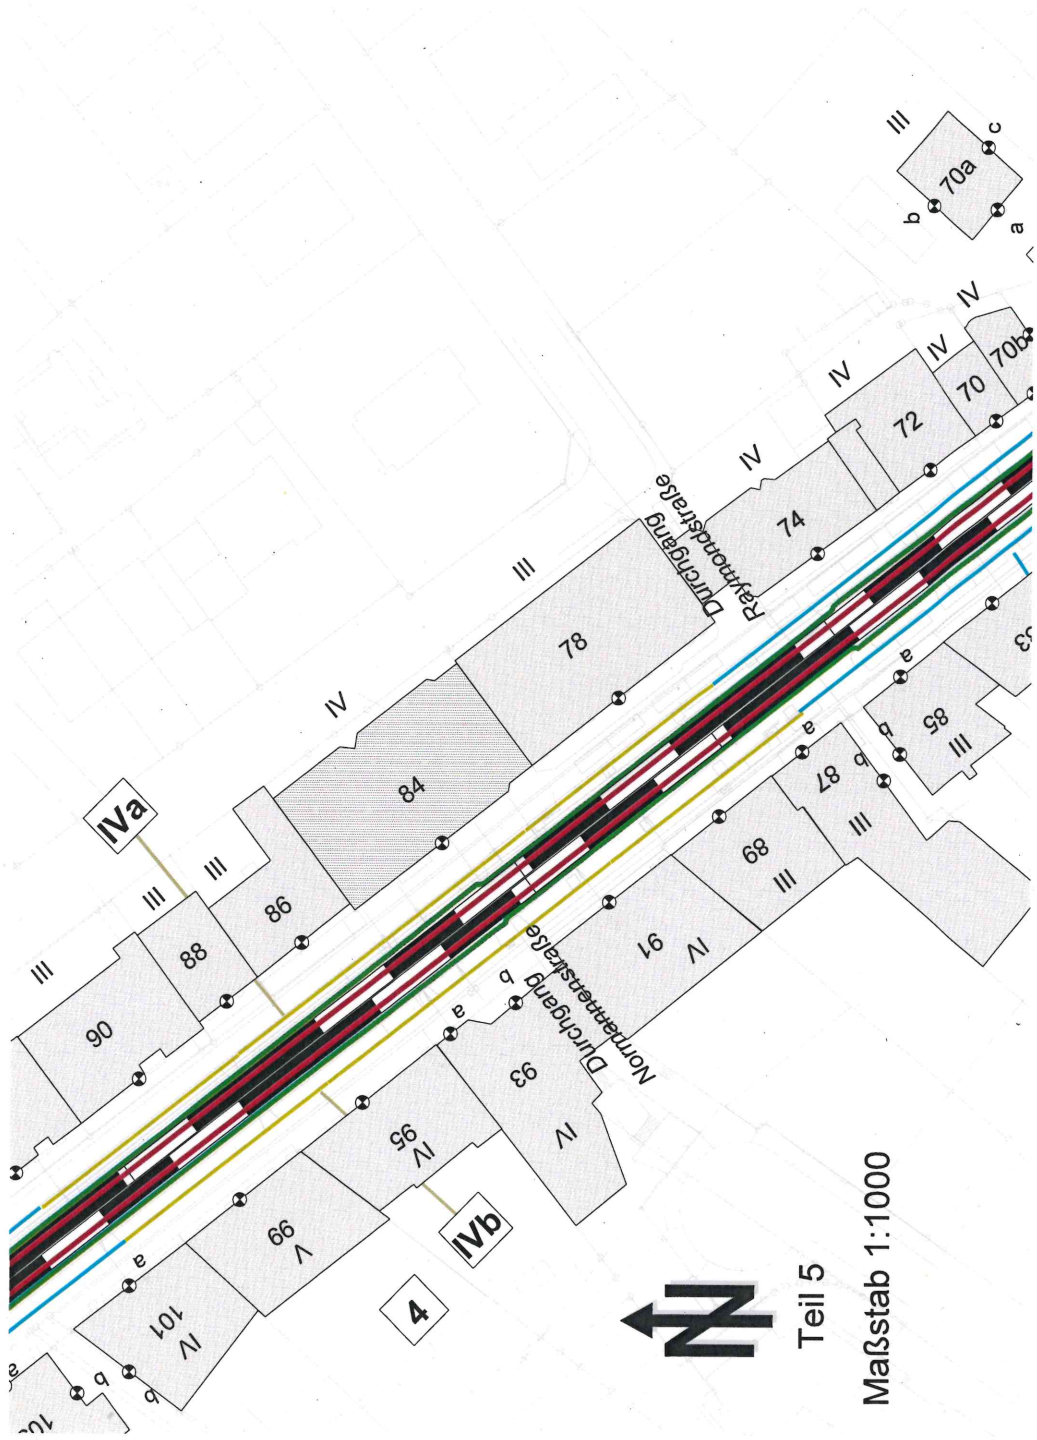 III
70a
a
b
c
IV
70b
IV
70
IV
72
IV
74
Durchgang
Raymondstraße
III
78
IV
84
III
86
III
88
III
90
IVa
a
b
85
III
a
b
87
III
89
III
91
IV
Durchgang
Normannenstraße
a
b
93
IV
95
IV
IVb
99
V
a
101
IV
b
b
a
4
Teil 5
Maßstab 1:1000